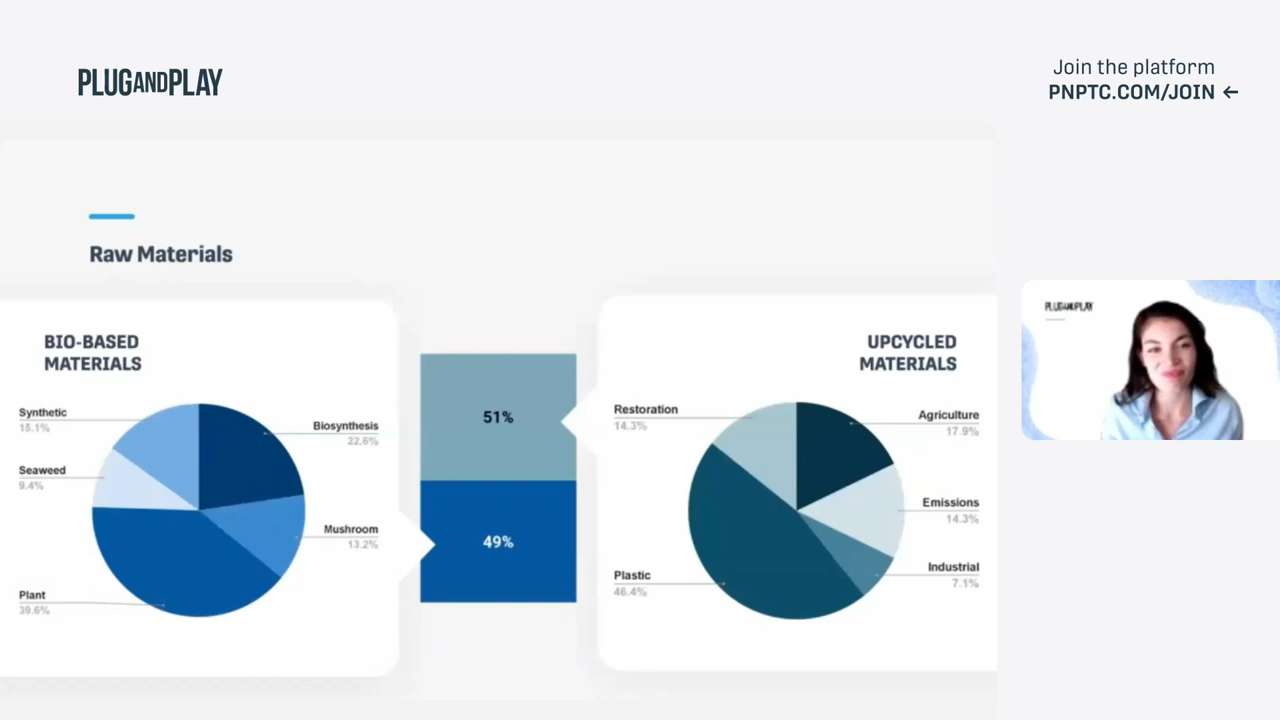 PLUGANDPLAY
Join the platform
PNPTC.COM/JOIN ←
Raw Materials
BIO-BASED
MATERIALS
Synthetic
15.1%
Biosynthesis
22.6%
Seaweed
9.4%
Mushroom
13.2%
Plant
39.6%
51%
49%
UPCYCLED
MATERIALS
Restoration
14.3%
Agriculture
17.9%
Emissions
14.3%
Industrial
7.1%
Plastic
46.4%
PLUGANDPLAY